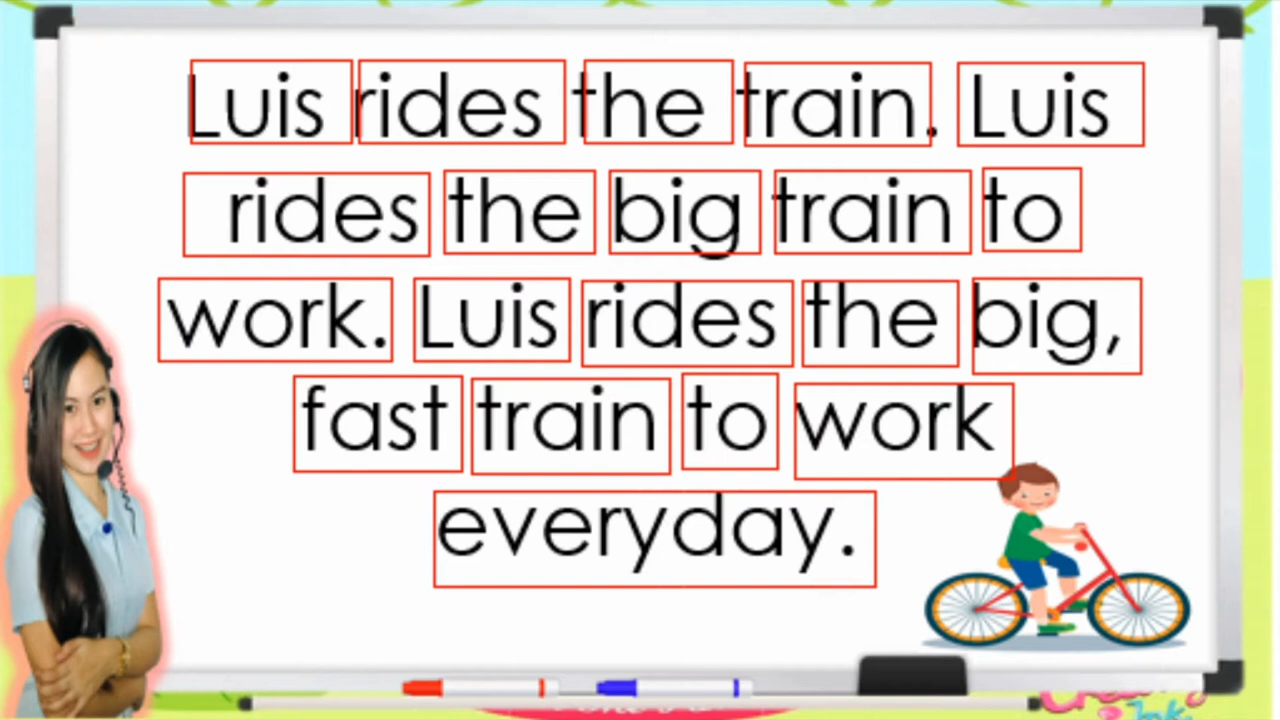 Luis rides the train. Luis
rides the big train to
work. Luis rides the big,
fast train to work
everyday.